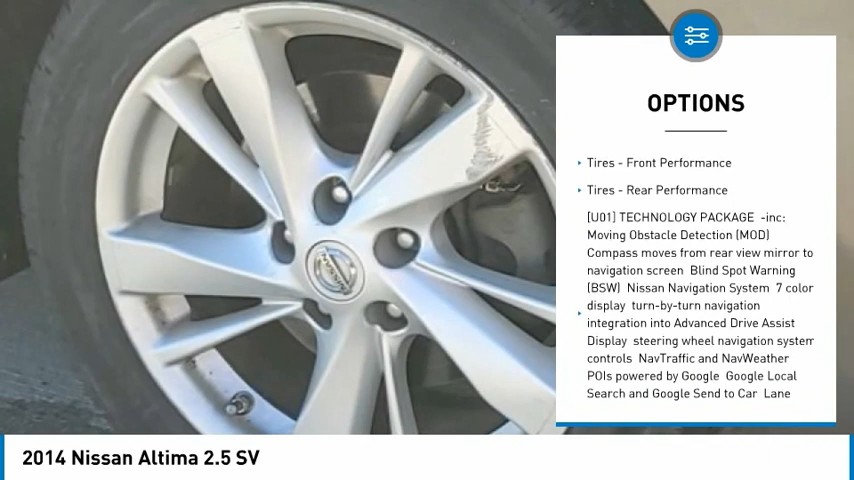 OPTIONS
Tires - Front Performance
Tires - Rear Performance
[U01] TECHNOLOGY PACKAGE -inc:
Moving Obstacle Detection (MOD)
Compass moves from rear view mirror to
navigation screen Blind Spot Warning
(BSW) Nissan Navigation System 7 color
display turn-by-turn navigation
integration into Advanced Drive Assist
Display steering wheel navigation system
controls NavTraffic and NavWeather
POIs powered by Google Google Local
Search and Google Send to Car Lane
NISSAN
2014 Nissan Altima 2.5 SV